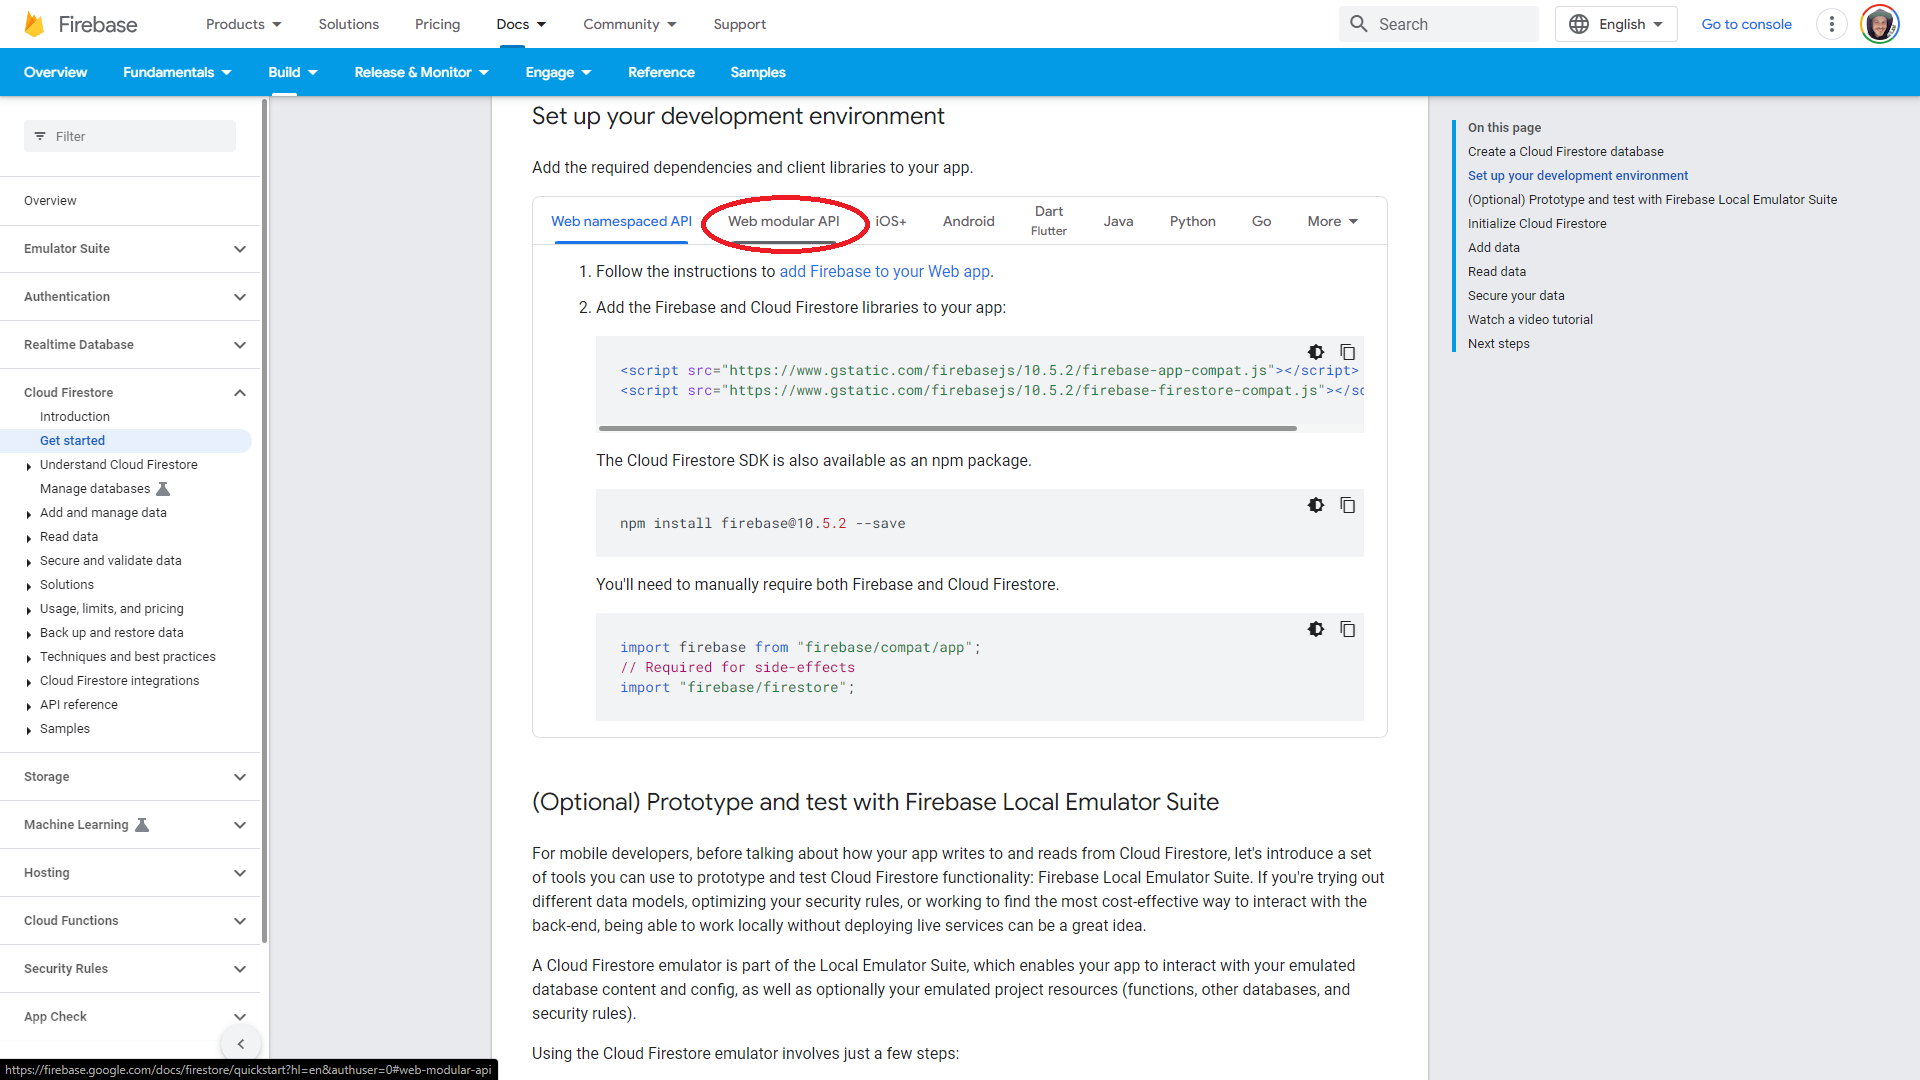 Firebase
Products
Solutions
Pricing
Docs
Community
Support
Search
English
Go to console
Overview
Fundamentals
Build
Release & Monitor
Engage
Reference
Samples
Filter
Overview
Emulator Suite
Authentication
Realtime Database
Cloud Firestore
Introduction
Get started
Understand Cloud Firestore
Manage databases
Add and manage data
Read data
Secure and validate data
Solutions
Usage, limits, and pricing
Back up and restore data
Techniques and best practices
Cloud Firestore integrations
API reference
Samples
Storage
Machine Learning
Hosting
Cloud Functions
Security Rules
App Check
Set up your development environment
Add the required dependencies and client libraries to your app.
Web namespaced API
Web modular API
iOS+
Android
Dart
Flutter
Java
Python
Go
More
1. Follow the instructions to add Firebase to your Web app.
2. Add the Firebase and Cloud Firestore libraries to your app:
<script src="https://www.gstatic.com/firebasejs/10.5.2/firebase-app-compat.js"></script>
<script src="https://www.gstatic.com/firebasejs/10.5.2/firebase-firestore-compat.js"></sc
The Cloud Firestore SDK is also available as an npm package.
npm install firebase@10.5.2 --save
You'll need to manually require both Firebase and Cloud Firestore.
import firebase from "firebase/compat/app";
// Required for side-effects
import "firebase/firestore";
(Optional) Prototype and test with Firebase Local Emulator Suite
For mobile developers, before talking about how your app writes to and reads from Cloud Firestore, let's introduce a set
of tools you can use to prototype and test Cloud Firestore functionality: Firebase Local Emulator Suite. If you're trying out
different data models, optimizing your security rules, or working to find the most cost-effective way to interact with the
back-end, being able to work locally without deploying live services can be a great idea.
A Cloud Firestore emulator is part of the Local Emulator Suite, which enables your app to interact with your emulated
database content and config, as well as optionally your emulated project resources (functions, other databases, and
security rules).
Using the Cloud Firestore emulator involves just a few steps:
On this page
Create a Cloud Firestore database
Set up your development environment
(Optional) Prototype and test with Firebase Local Emulator Suite
Initialize Cloud Firestore
Add data
Read data
Secure your data
Watch a video tutorial
Next steps
https://firebase.google.com/docs/firestore/quickstart?hl=en&authuser=0#web-modular-api